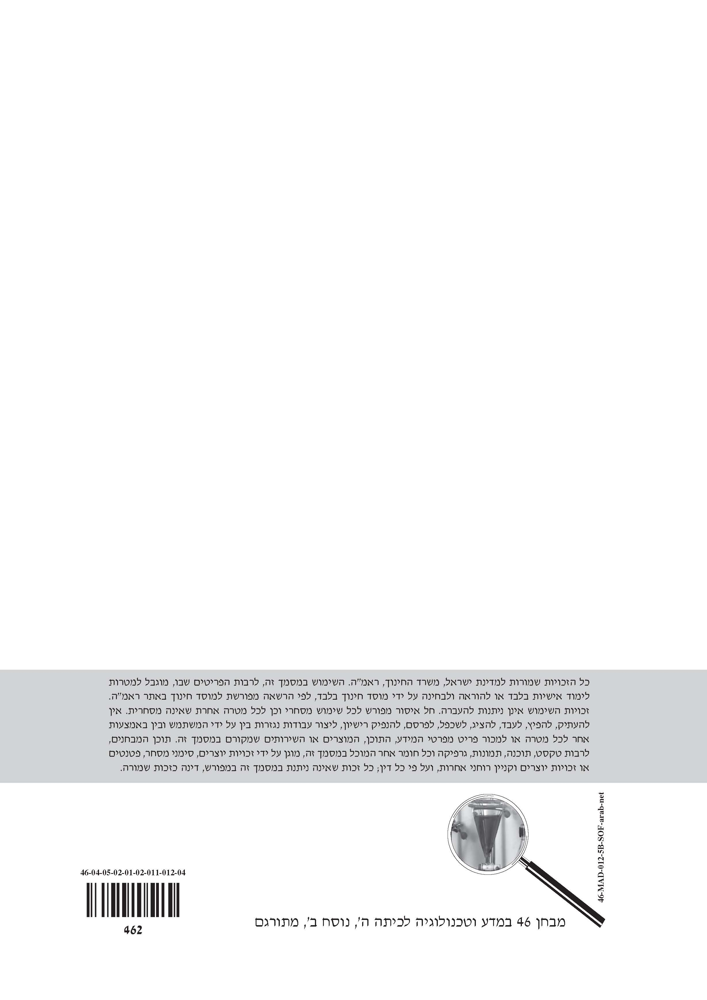 כל הזכויות שמורות למדינת ישראל, משרד החינוך, ראמ"ה. השימוש במסמך זה, לרבות הפריטים שבו, מוגבל למטרות
לימוד אישיות בלבד או להוראה ולבחינה על ידי מוסד חינוך בלבד, לפי הרשאה מפורשת למוסד חינוך באתר ראמ"ה.
זכויות השימוש אינן ניתנות להעברה. חל איסור מפורש לכל שימוש מסחרי וכן לכל מטרה אחרת שאינה מסחרית. אין
להעתיק, להפיץ, לעבד, להציג, לשכפל, לפרסם, להנפיק רישיון, ליצור עבודות נגזרות בין על ידי המשתמש ובין באמצעות
אחר לכל מטרה או למכור פריט מפרטי המידע, התוכן, המוצרים או השירותים שמקורם במסמך זה. תוכן המבחנים,
לרבות טקסט, תוכנה, תמונות, גרפיקה וכל חומר אחר המוכל במסמך זה, מוגן על ידי זכויות יוצרים, סימני מסחר, פטנטים
או זכויות יוצרים וקניין רוחני אחרות, ועל פי כל דין; כל זכות שאינה ניתנת במסמך זה במפורש, דינה כזכות שמורה.
46-MAD-012-5B-SOF-arab-net
46-04-05-02-01-02-011-012-04
מבחן 46 במדע וטכנולוגיה לכיתה ה', נוסח ב', מתורגם
462